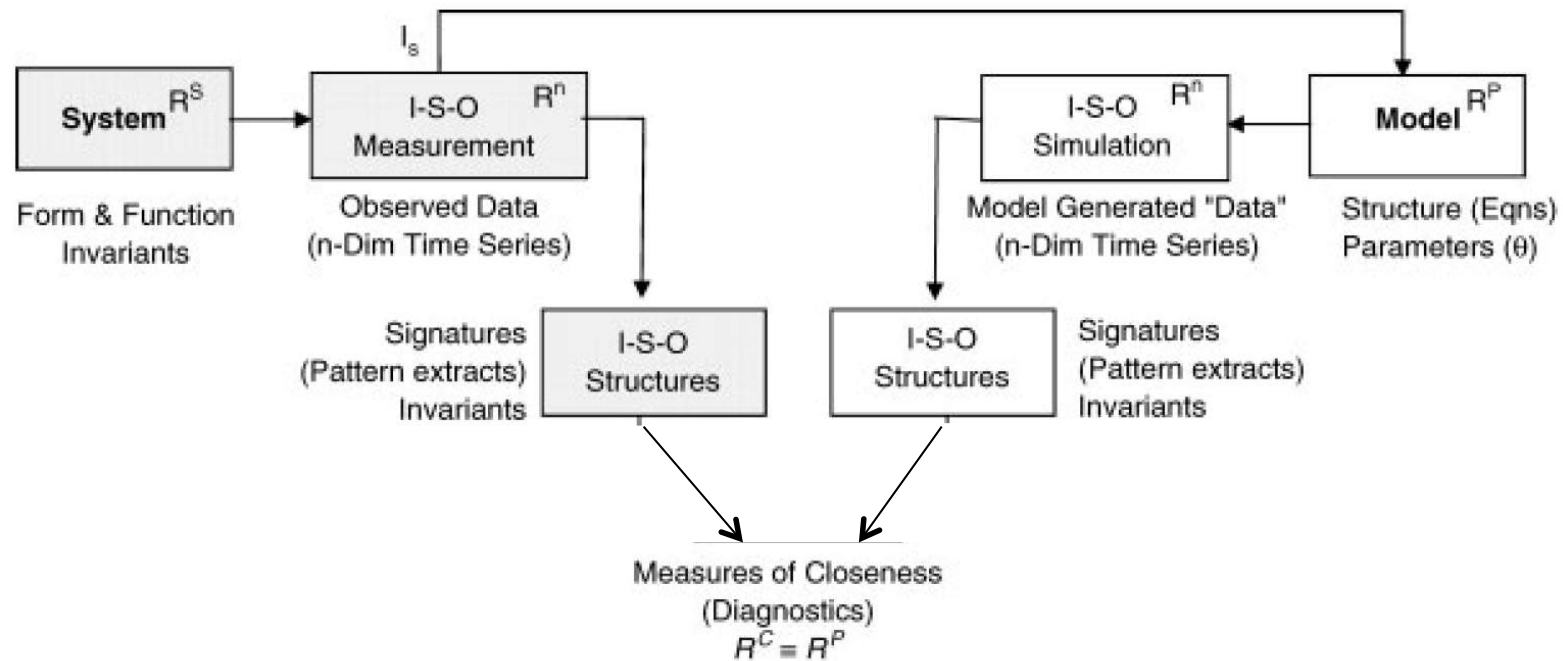 I_s
System R^S
I-S-O R^n
Measurement
Form & Function
Invariants
Observed Data
(n-Dim Time Series)
I-S-O R^n
Simulation
Model R^P
Model Generated "Data"
(n-Dim Time Series)
Structure (Eqns)
Parameters (θ)
Signatures
(Pattern extracts)
Invariants
I-S-O
Structures
I-S-O
Structures
Signatures
(Pattern extracts)
Invariants
Measures of Closeness
(Diagnostics)
R^C = R^P